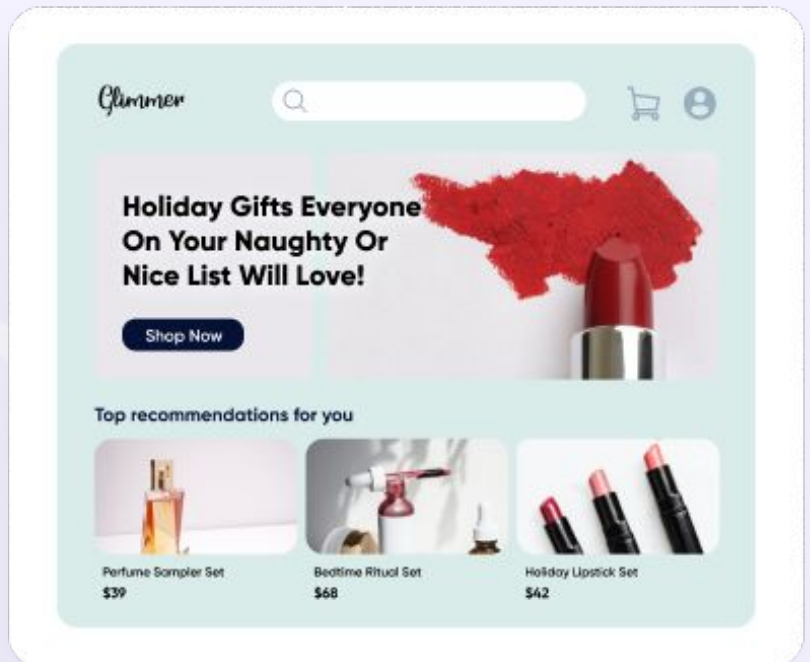 Glimmer
Holiday Gifts Everyone
On Your Naughty Or
Nice List Will Love!
Shop Now
Top recommendations for you
Perfume Sampler Set
$39
Bedtime Ritual Set
$68
Holiday Lipstick Set
$42